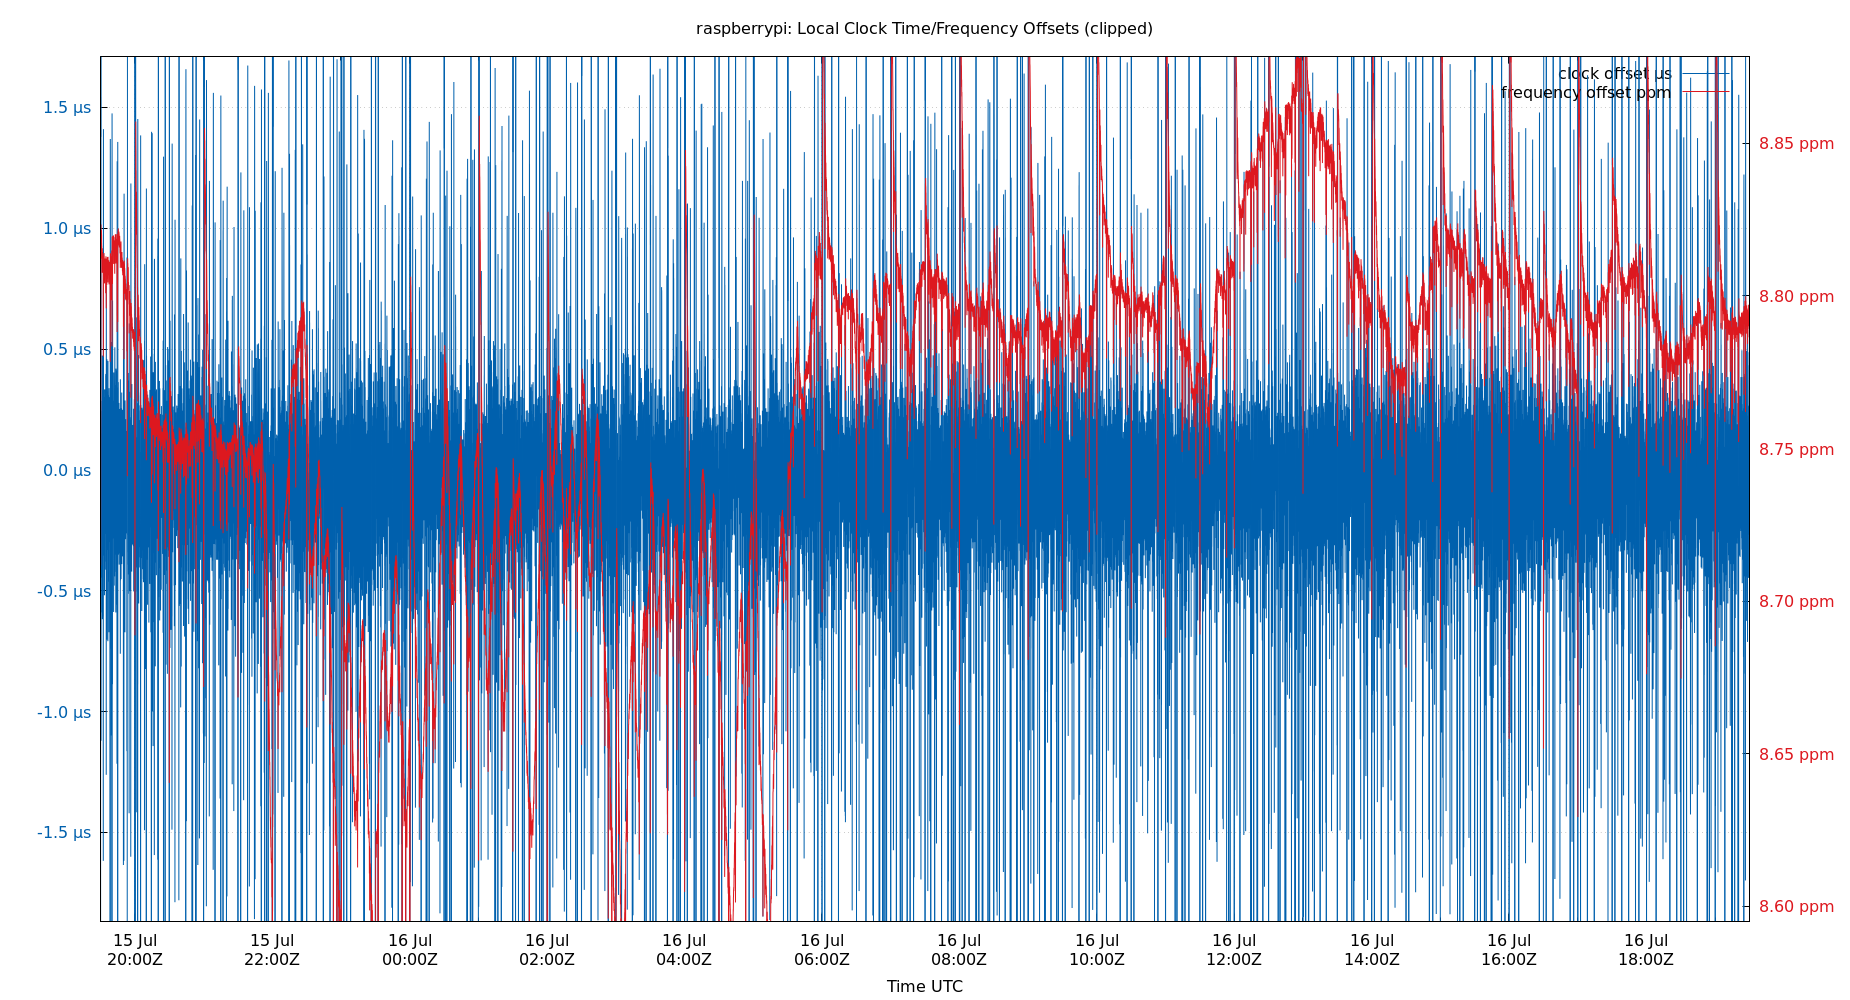 raspberrypi: Local Clock Time/Frequency Offsets (clipped)
clock offset µs
frequency offset ppm
1.5 µs
1.0 µs
0.5 µs
0.0 µs
-0.5 µs
-1.0 µs
-1.5 µs
8.85 ppm
8.80 ppm
8.75 ppm
8.70 ppm
8.65 ppm
8.60 ppm
15 Jul 15 Jul 16 Jul 16 Jul 16 Jul 16 Jul 16 Jul 16 Jul 16 Jul 16 Jul 16 Jul 16 Jul
20:00Z 22:00Z 00:00Z 02:00Z 04:00Z 06:00Z 08:00Z 10:00Z 12:00Z 14:00Z 16:00Z 18:00Z
Time UTC